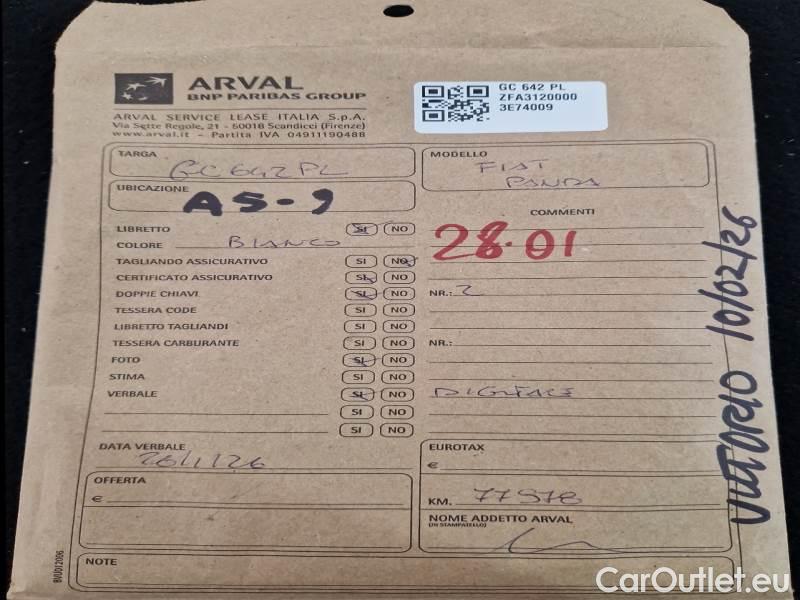 ARVAL
BNP PARIBAS GROUP
ARVAL SERVICE LEASE ITALIA S.p.A.
Via Sette Regole, 21 - 50018 Scandicci (Firenze)
www.arval.it - Partita IVA 04911190488
GC 642 PL
ZFA3120000
3E74009
TARGA
GC642PL
MODELLO
FIAT
PANDA
UBICAZIONE
A5-9
COMMENTI
28.01
LIBRETTO SI NO
COLORE BIANCO
TAGLIANDO ASSICURATIVO SI NO
CERTIFICATO ASSICURATIVO SI NO
DOPPIE CHIAVI SI NO NR.: 2
TESSERA CODE SI NO
LIBRETTO TAGLIANDI SI NO
TESSERA CARBURANTE SI NO NR.:
FOTO SI NO
STIMA SI NO
VERBALE SI NO DIGITALE
SI NO
SI NO
DATA VERBALE
26/1/26
EUROTAX
€
OFFERTA
€
KM. 77578
NOME ADDETTO ARVAL
(IN STAMPATELLO)
NOTE
VITTORIO 10/02/26
CarOutlet.eu